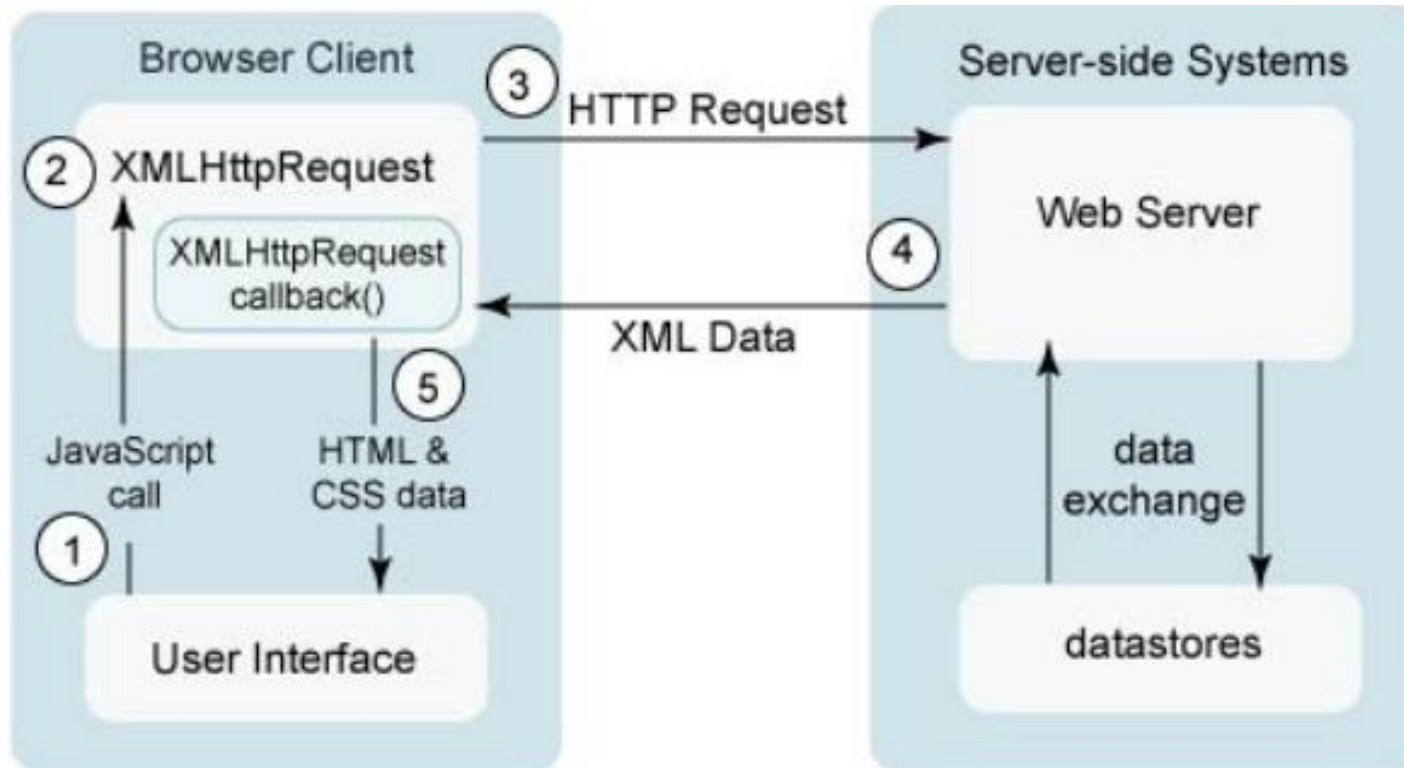 Browser Client
Server-side Systems
3
HTTP Request
2
XMLHttpRequest
Web Server
XMLHttpRequest
callback()
4
XML Data
5
JavaScript
call
HTML &
CSS data
data
exchange
1
User Interface
datastores